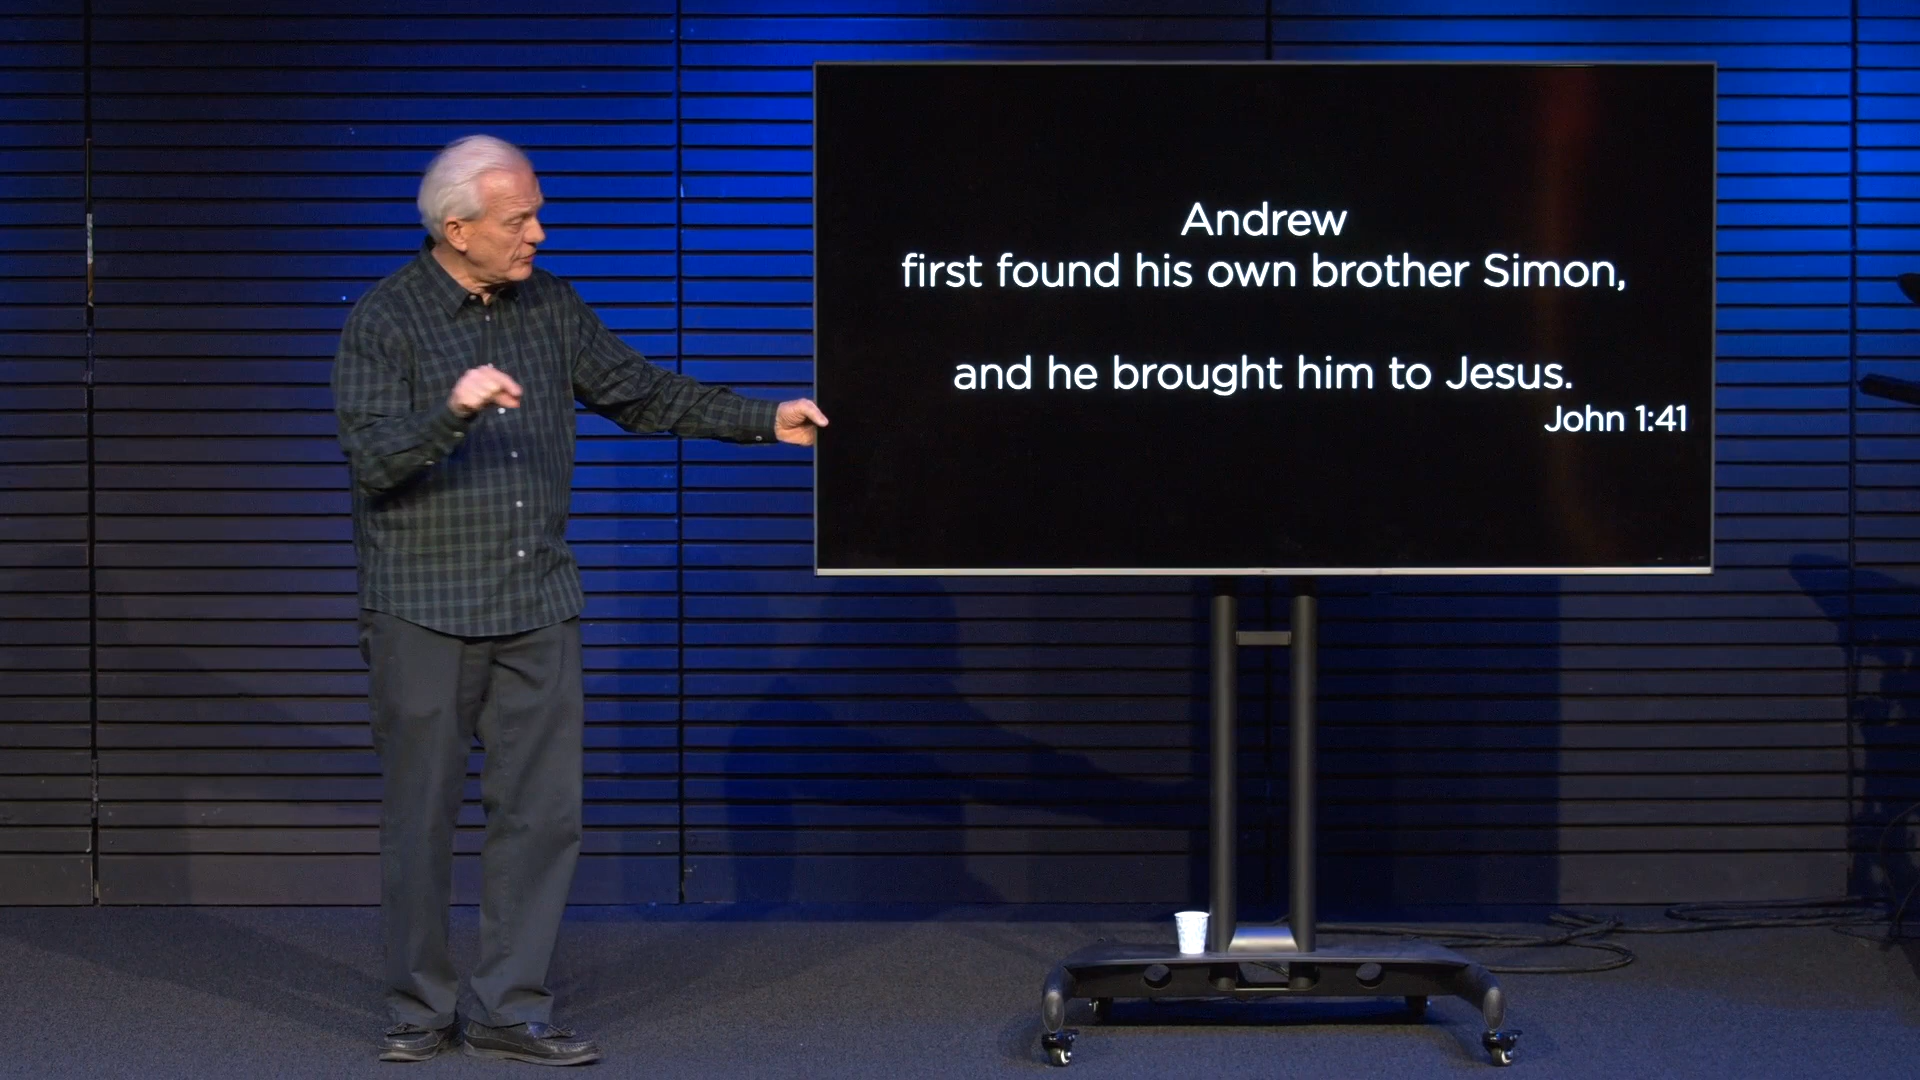 Andrew
first found his own brother Simon,
and he brought him to Jesus.
John 1:41